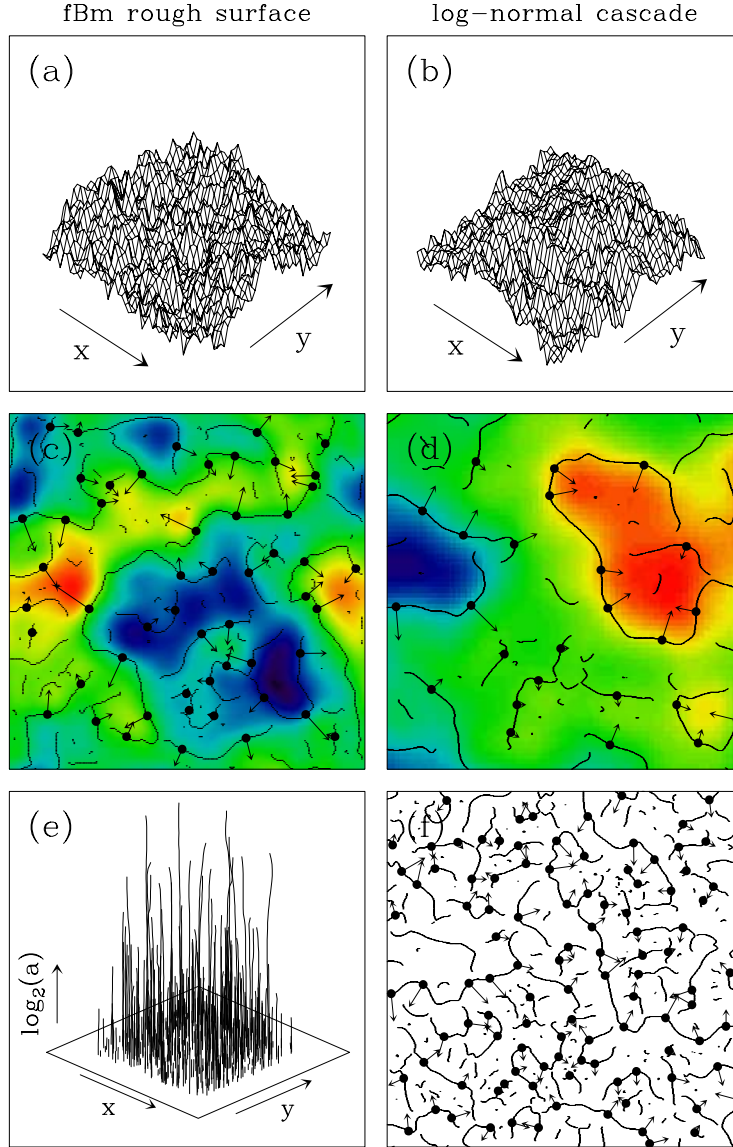 fBm rough surface
log−normal cascade
(a)
(b)
x
y
x
y
(c)
(d)
(e)
(f)
log2(a)
x
y